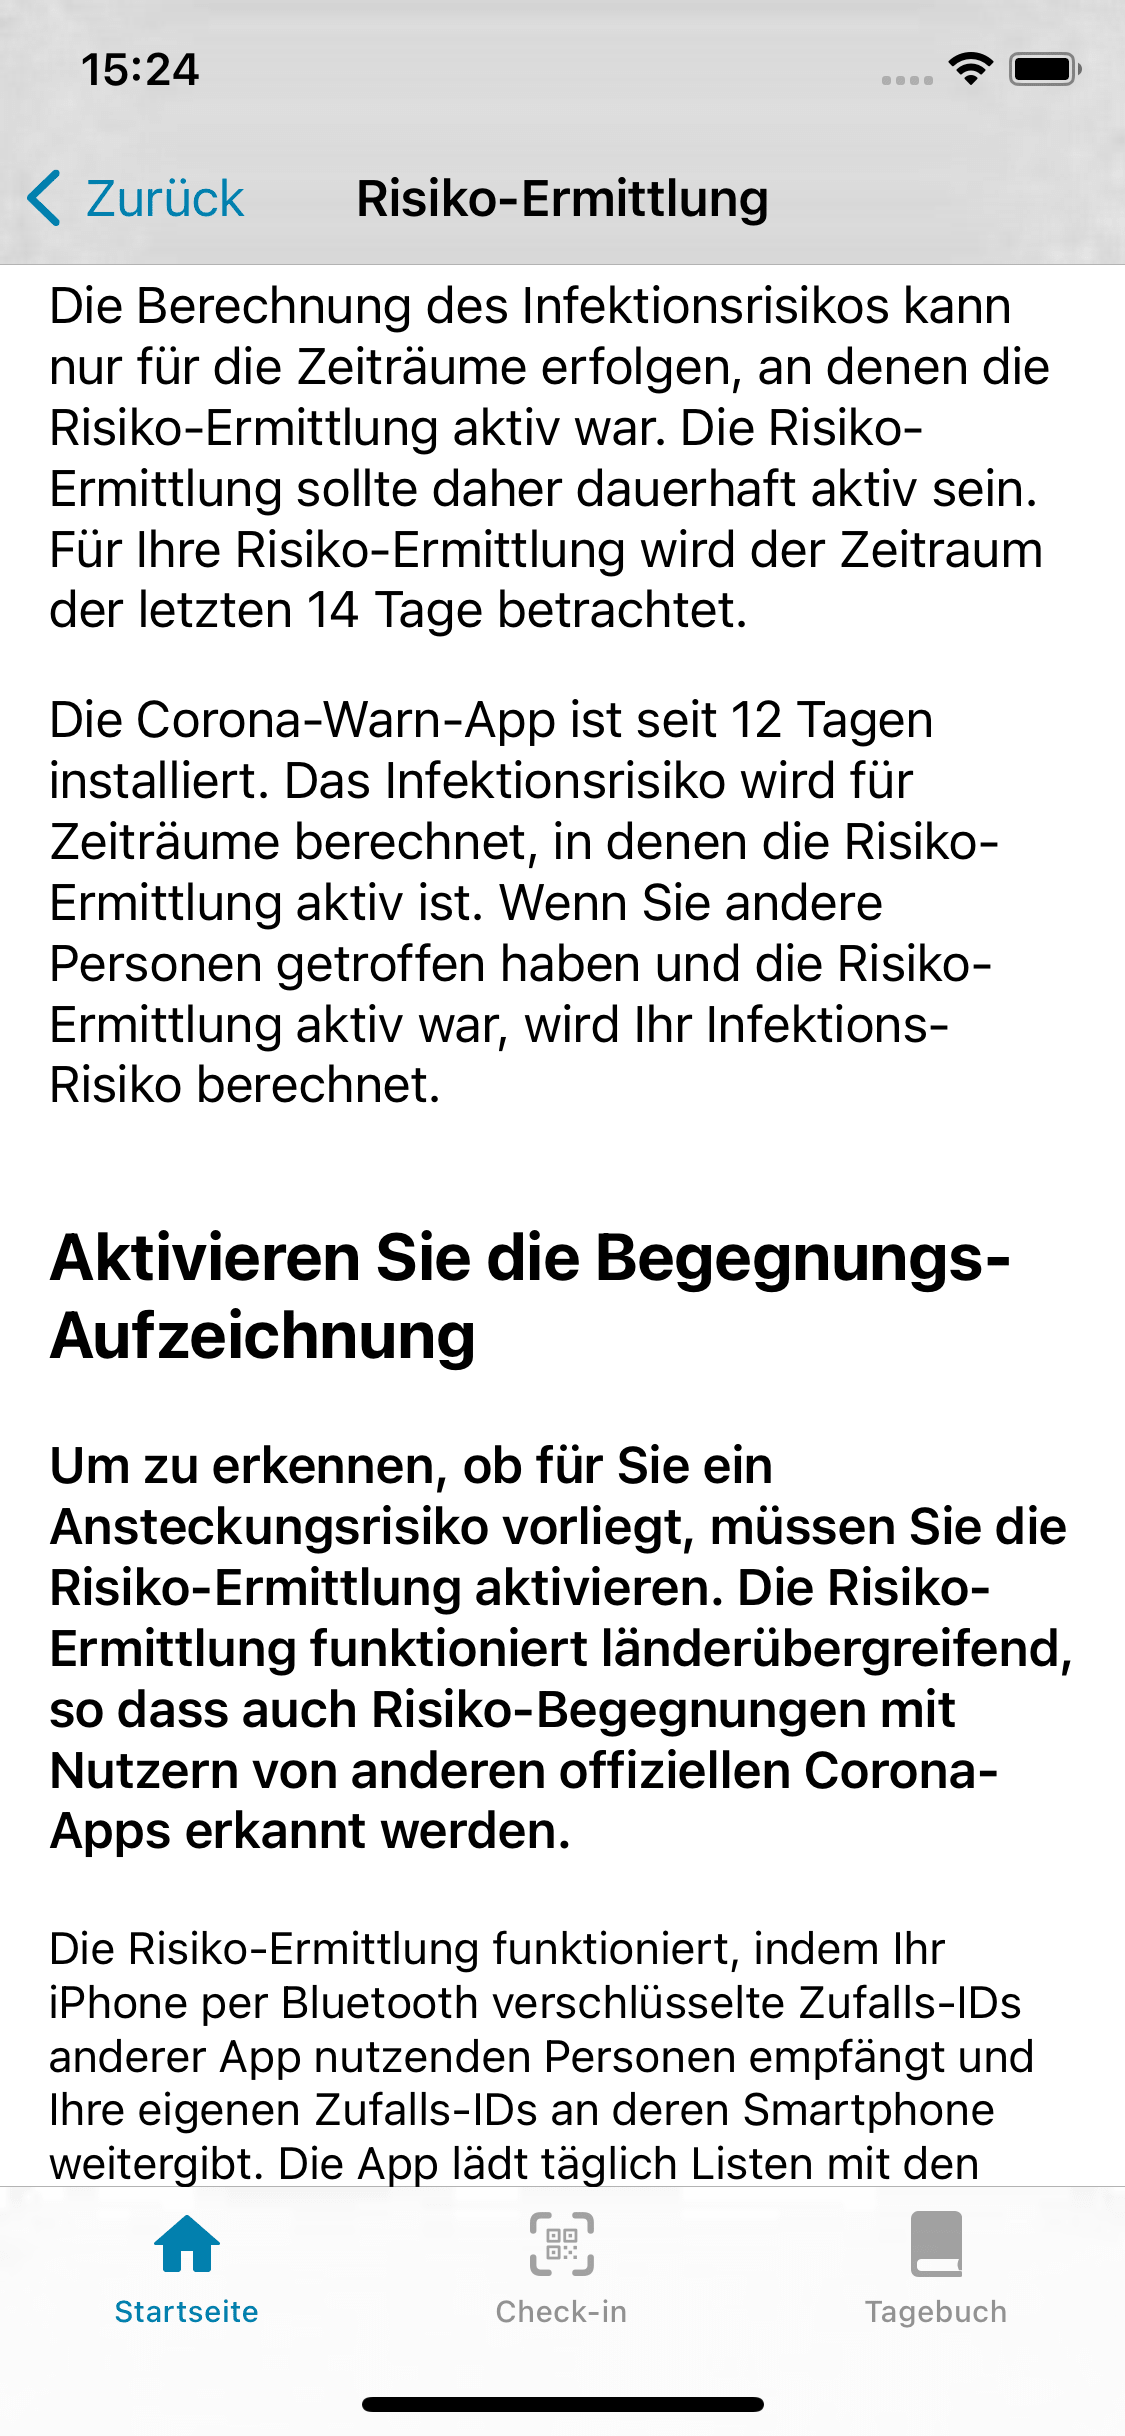 15:24
Zurück
Risiko-Ermittlung
Die Berechnung des Infektionsrisikos kann
nur für die Zeiträume erfolgen, an denen die
Risiko-Ermittlung aktiv war. Die Risiko-
Ermittlung sollte daher dauerhaft aktiv sein.
Für Ihre Risiko-Ermittlung wird der Zeitraum
der letzten 14 Tage betrachtet.
Die Corona-Warn-App ist seit 12 Tagen
installiert. Das Infektionsrisiko wird für
Zeiträume berechnet, in denen die Risiko-
Ermittlung aktiv ist. Wenn Sie andere
Personen getroffen haben und die Risiko-
Ermittlung aktiv war, wird Ihr Infektions-
Risiko berechnet.
Aktivieren Sie die Begegnungs-
Aufzeichnung
Um zu erkennen, ob für Sie ein
Ansteckungsrisiko vorliegt, müssen Sie die
Risiko-Ermittlung aktivieren. Die Risiko-
Ermittlung funktioniert länderübergreifend,
so dass auch Risiko-Begegnungen mit
Nutzern von anderen offiziellen Corona-
Apps erkannt werden.
Die Risiko-Ermittlung funktioniert, indem Ihr
iPhone per Bluetooth verschlüsselte Zufalls-IDs
anderer App nutzenden Personen empfängt und
Ihre eigenen Zufalls-IDs an deren Smartphone
weitergibt. Die App lädt täglich Listen mit den
Startseite
Check-in
Tagebuch